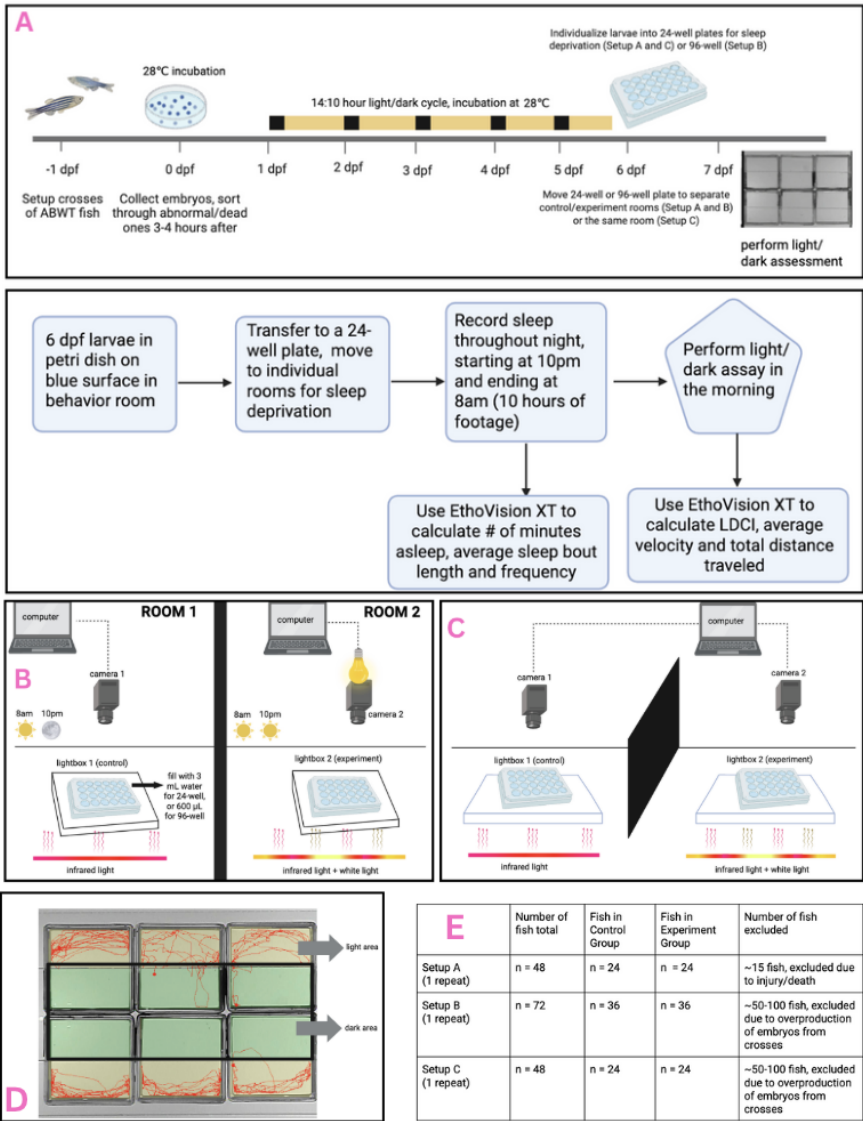 A
Individualize larvae into 24-well plates for sleep
deprivation (Setup A and C) or 96-well (Setup B)
28°C incubation
14:10 hour light/dark cycle, incubation at 28°C
-1 dpf
0 dpf
1 dpf
2 dpf
3 dpf
4 dpf
5 dpf
6 dpf
7 dpf
Setup crosses
of ABWT fish
Collect embryos, sort
through abnormal/dead
ones 3-4 hours after
Move 24-well or 96-well plate to separate
control/experiment rooms (Setup A and B)
or the same room (Setup C)
perform light/
dark assessment
6 dpf larvae in
petri dish on
blue surface in
behavior room
Transfer to a 24-
well plate, move
to individual
rooms for sleep
deprivation
Record sleep
throughout night,
starting at 10pm
and ending at
8am (10 hours of
footage)
Perform light/
dark assay in
the morning
Use EthoVision XT to
calculate # of minutes
asleep, average sleep bout
length and frequency
Use EthoVision XT to
calculate LDCI, average
velocity and total distance
traveled
B
computer
ROOM 1
camera 1
8am 10pm
lightbox 1 (control)
fill with 3
mL water
for 24-well,
or 600 µL
for 96-well
infrared light
computer
ROOM 2
camera 2
8am 10pm
lightbox 2 (experiment)
infrared light + white light
C
computer
camera 1
camera 2
lightbox 1 (control)
lightbox 2 (experiment)
infrared light
infrared light + white light
D
light area
dark area
E
Number of
fish total
Fish in
Control
Group
Fish in
Experiment
Group
Number of fish
excluded
Setup A
(1 repeat)
n = 48
n = 24
n = 24
~15 fish, excluded due
to injury/death
Setup B
(1 repeat)
n = 72
n = 36
n = 36
~50-100 fish, excluded
due to overproduction
of embryos from
crosses
Setup C
(1 repeat)
n = 48
n = 24
n = 24
~50-100 fish, excluded
due to overproduction
of embryos from
crosses